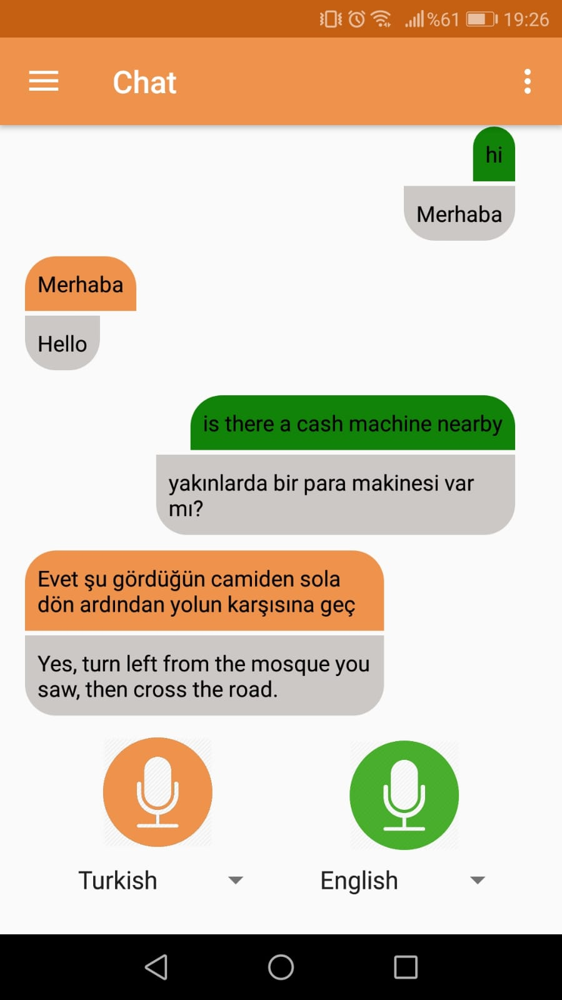 %61 19:26
Chat
hi
Merhaba
Merhaba
Hello
is there a cash machine nearby
yakınlarda bir para makinesi var
mı?
Evet şu gördüğün camiden sola
dön ardından yolun karşısına geç
Yes, turn left from the mosque you
saw, then cross the road.
Turkish English